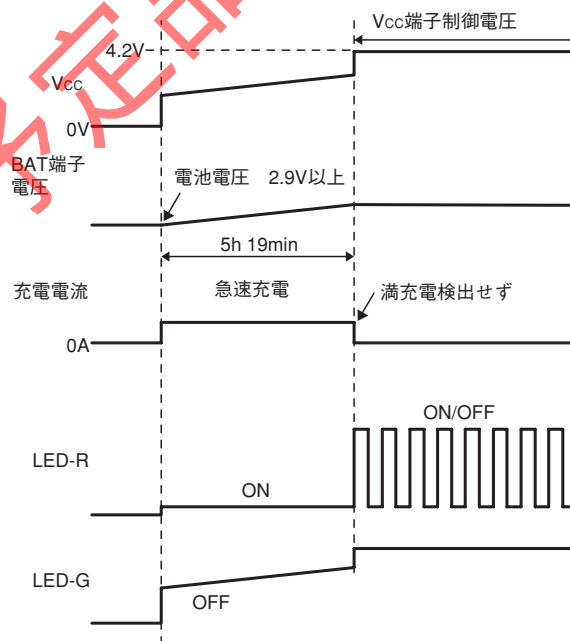 Vcc端子制御電圧
4.2V
Vcc
0V
BAT端子
電圧
電池電圧 2.9V以上
5h 19min
充電電流
急速充電
満充電検出せず
0A
ON/OFF
LED-R
ON
LED-G
OFF
予定